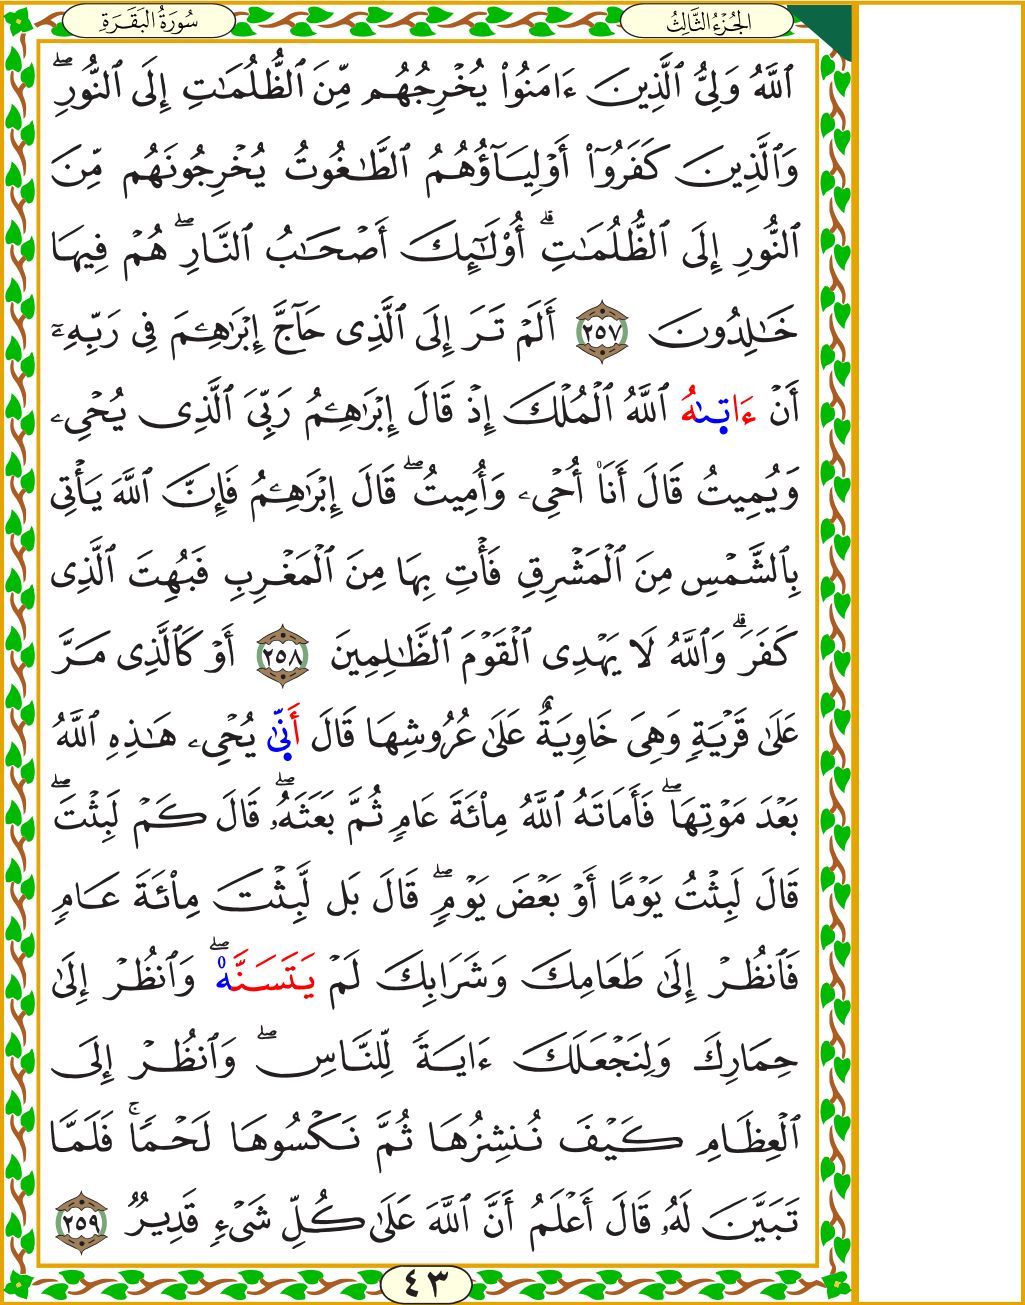 سُورَةُ الْبَقَرَةِ
الجُزْءُ الثَّالِثُ
ٱللَّهُ وَلِيُّ ٱلَّذِينَ ءَامَنُوا۟ يُخْرِجُهُم مِّنَ ٱلظُّلُمَٰتِ إِلَى ٱلنُّورِ ۖ
وَٱلَّذِينَ كَفَرُوٓا۟ أَوْلِيَآؤُهُمُ ٱلطَّٰغُوتُ يُخْرِجُونَهُم مِّنَ
ٱلنُّورِ إِلَى ٱلظُّلُمَٰتِ ۗ أُو۟لَٰٓئِكَ أَصْحَٰبُ ٱلنَّارِ ۖ هُمْ فِيهَا
خَٰلِدُونَ ٢٥٧ أَلَمْ تَرَ إِلَى ٱلَّذِى حَآجَّ إِبْرَٰهِـۧمَ فِى رَبِّهِۦٓ
أَنْ ءَاتٜىٰهُ ٱللَّهُ ٱلْمُلْكَ إِذْ قَالَ إِبْرَٰهِـۧمُ رَبِّىَ ٱلَّذِى يُحْىِۦ
وَيُمِيتُ قَالَ أَنَا۠ أُحْىِۦ وَأُمِيتُ ۖ قَالَ إِبْرَٰهِـۧمُ فَإِنَّ ٱللَّهَ يَأْتِى
بِٱلشَّمْسِ مِنَ ٱلْمَشْرِقِ فَأْتِ بِهَا مِنَ ٱلْمَغْرِبِ فَبُهِتَ ٱلَّذِى
كَفَرَ ۗ وَٱللَّهُ لَا يَهْدِى ٱلْقَوْمَ ٱلظَّٰلِمِينَ ٢٥٨ أَوْ كَٱلَّذِى مَرَّ
عَلَىٰ قَرْيَةٍ وَهِىَ خَاوِيَةٌ عَلَىٰ عُرُوشِهَا قَالَ أَنّٜىٰ يُحْىِۦ هَٰذِهِ ٱللَّهُ
بَعْدَ مَوْتِهَا ۖ فَأَمَاتَهُ ٱللَّهُ مِا۟ئَةَ عَامٍ ثُمَّ بَعَثَهُۥ ۖ قَالَ كَمْ لَبِثْتَ ۖ
قَالَ لَبِثْتُ يَوْمًا أَوْ بَعْضَ يَوْمٍ ۖ قَالَ بَل لَّبِثْتَ مِا۟ئَةَ عَامٍ
فَٱنظُرْ إِلَىٰ طَعَامِكَ وَشَرَابِكَ لَمْ يَتَسَنَّه۠ ۖ وَٱنظُرْ إِلَىٰ
حِمَارِكَ وَلِنَجْعَلَكَ ءَايَةً لِّلنَّاسِ ۖ وَٱنظُرْ إِلَى
ٱلْعِظَامِ كَيْفَ نُنشِزُهَا ثُمَّ نَكْسُوهَا لَحْمًا ۚ فَلَمَّا
تَبَيَّنَ لَهُۥ قَالَ أَعْلَمُ أَنَّ ٱللَّهَ عَلَىٰ كُلِّ شَىْءٍ قَدِيرٌ ٢٥٩
٤٣